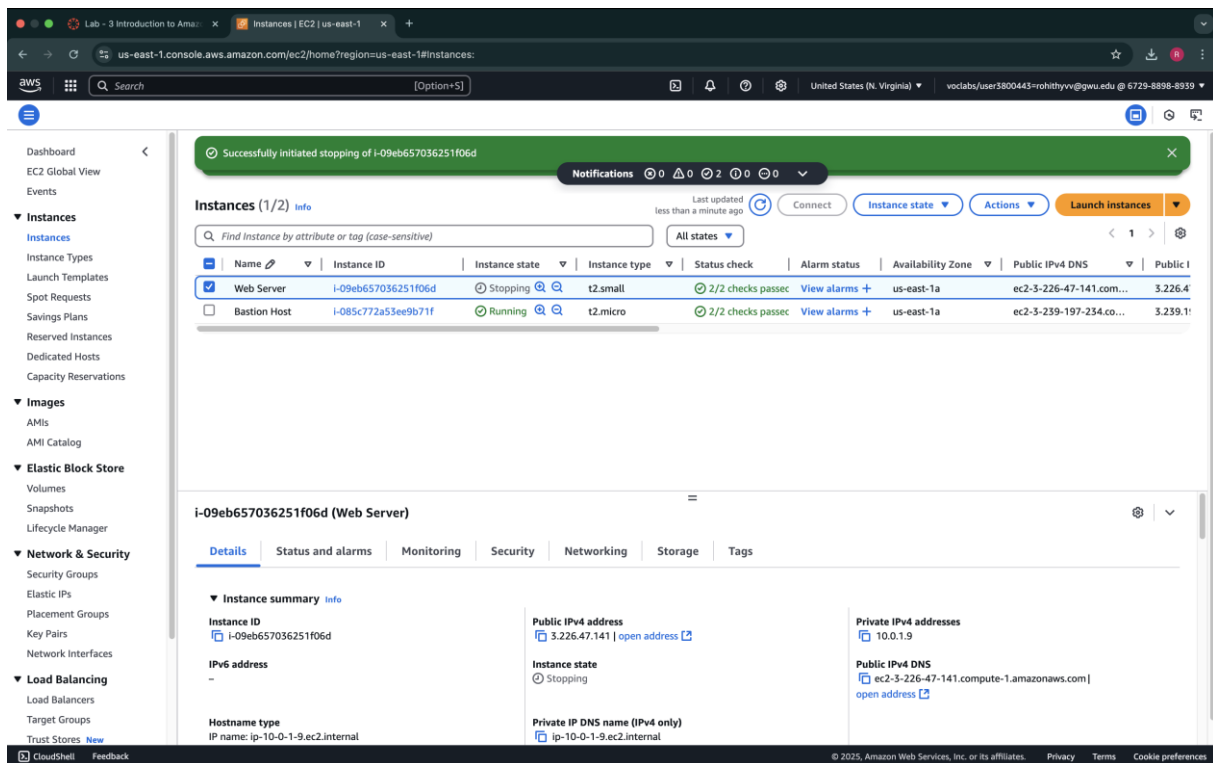 Lab - 3 Introduction to Ama
Instances | EC2 | us-east-1
us-east-1.console.aws.amazon.com/ec2/home?region=us-east-1#Instances:
R
aws
Search
[Option+S]
United States (N. Virginia)
voclabs/user3800443=rohithyvv@gwu.edu @ 6729-8898-8939
Dashboard
EC2 Global View
Events
Instances
Instances
Instance Types
Launch Templates
Spot Requests
Savings Plans
Reserved Instances
Dedicated Hosts
Capacity Reservations
Images
AMIs
AMI Catalog
Elastic Block Store
Volumes
Snapshots
Lifecycle Manager
Network & Security
Security Groups
Elastic IPs
Placement Groups
Key Pairs
Network Interfaces
Load Balancing
Load Balancers
Target Groups
Trust Stores New
Successfully initiated stopping of i-09eb657036251f06d
Notifications 0 0 2 0 0
Instances (1/2) Info
Last updated
less than a minute ago
Connect
Instance state
Actions
Launch instances
Find Instance by attribute or tag (case-sensitive)
All states
1
Name Instance ID Instance state Instance type Status check Alarm status Availability Zone Public IPv4 DNS Public I
Web Server i-09eb657036251f06d Stopping t2.small 2/2 checks passec View alarms + us-east-1a ec2-3-226-47-141.com... 3.226.4
Bastion Host i-085c772a53ee9b71f Running t2.micro 2/2 checks passec View alarms + us-east-1a ec2-3-239-197-234.co... 3.239.1
i-09eb657036251f06d (Web Server)
Details Status and alarms Monitoring Security Networking Storage Tags
Instance summary Info
Instance ID
i-09eb657036251f06d
Public IPv4 address
3.226.47.141 | open address
Private IPv4 addresses
10.0.1.9
IPv6 address
–
Instance state
Stopping
Public IPv4 DNS
ec2-3-226-47-141.compute-1.amazonaws.com |
open address
Hostname type
IP name: ip-10-0-1-9.ec2.internal
Private IP DNS name (IPv4 only)
ip-10-0-1-9.ec2.internal
CloudShell Feedback
© 2025, Amazon Web Services, Inc. or its affiliates. Privacy Terms Cookie preferences